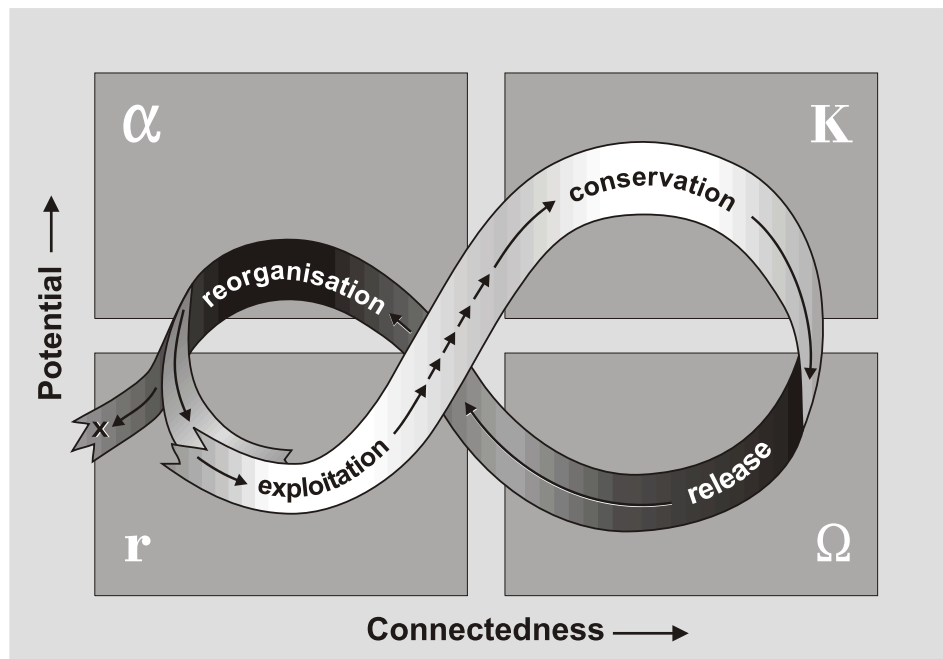 α
K
conservation
reorganisation
Potential
x
exploitation
release
r
Ω
Connectedness